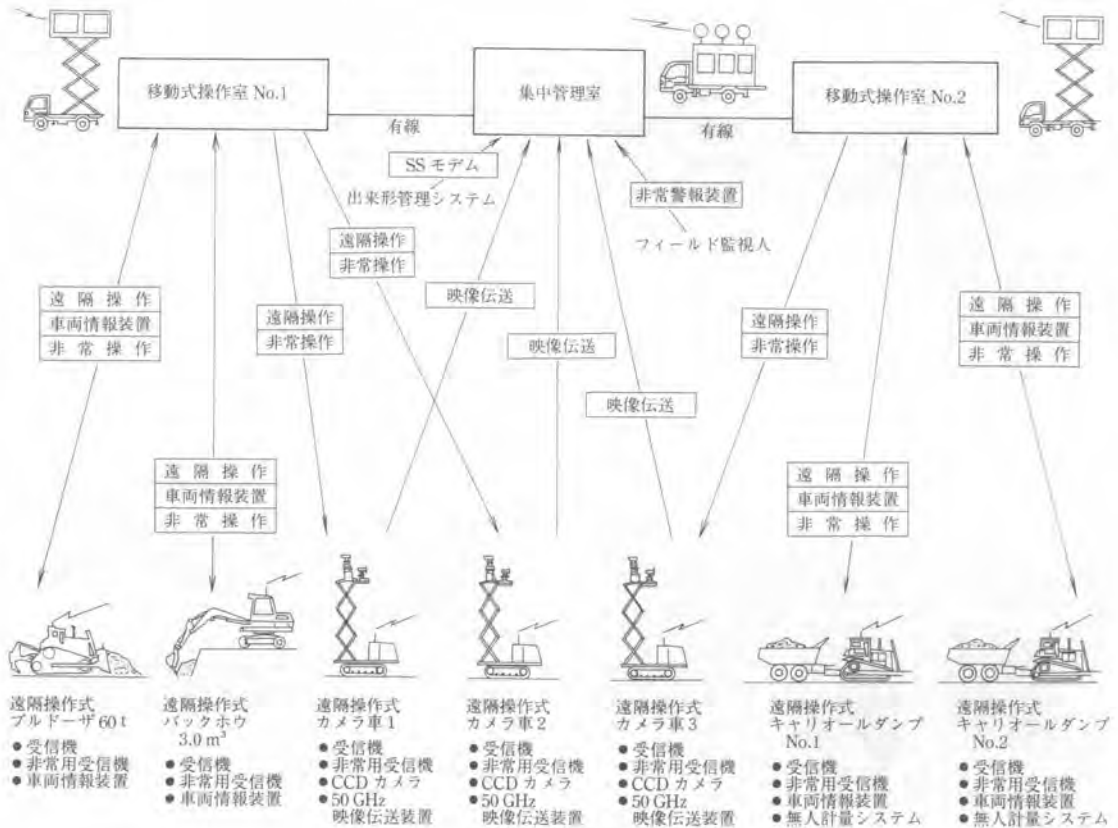 移動式操作室 No.1
集中管理室
移動式操作室 No.2
有線
有線
SSモデム
出来形管理システム
非常警報装置
フィールド監視人
遠隔操作
非常操作
遠隔操作
車両情報装置
非常操作
遠隔操作
非常操作
映像伝送
映像伝送
映像伝送
遠隔操作
非常操作
遠隔操作
車両情報装置
非常操作
遠隔操作
車両情報装置
非常操作
遠隔操作
車両情報装置
非常操作
遠隔操作式
ブルドーザ60t
● 受信機
● 非常用受信機
● 車両情報装置
遠隔操作式
バックホウ
3.0 m³
● 受信機
● 非常用受信機
● 車両情報装置
遠隔操作式
カメラ車1
● 受信機
● 非常用受信機
● CCDカメラ
● 50 GHz
映像伝送装置
遠隔操作式
カメラ車2
● 受信機
● 非常用受信機
● CCDカメラ
● 50 GHz
映像伝送装置
遠隔操作式
カメラ車3
● 受信機
● 非常用受信機
● CCDカメラ
● 50 GHz
映像伝送装置
遠隔操作式
キャリオールダンプ
No.1
● 受信機
● 非常用受信機
● 車両情報装置
● 無人計量システム
遠隔操作式
キャリオールダンプ
No.2
● 受信機
● 非常用受信機
● 車両情報装置
● 無人計量システム